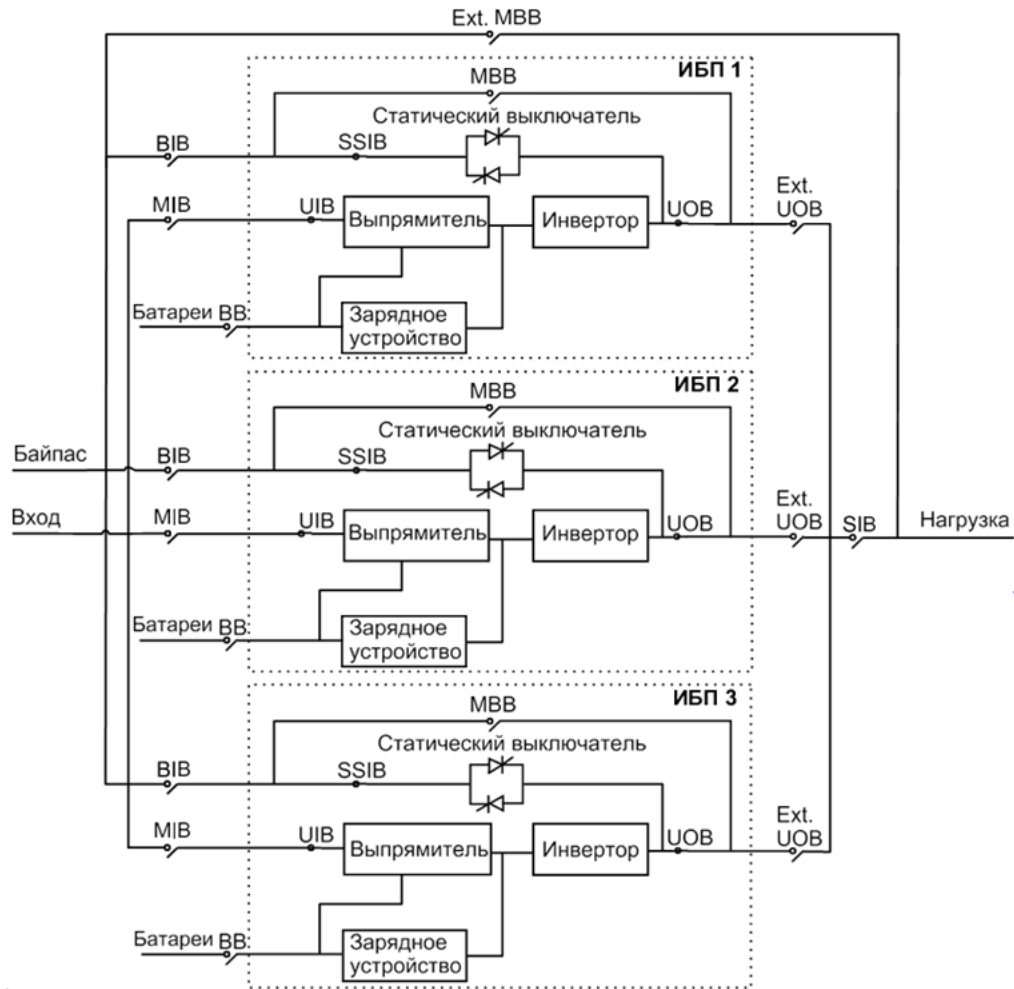 Ext. MBB
ИБП 1
MBB
Статический выключатель
BIB
SSIB
MIB
UIB
Выпрямитель
Инвертор
UOB
Ext.
UOB
Батареи BB
Зарядное
устройство
ИБП 2
MBB
Статический выключатель
Байпас
BIB
SSIB
Вход
MIB
UIB
Выпрямитель
Инвертор
UOB
Ext.
UOB
SIB
Нагрузка
Батареи BB
Зарядное
устройство
ИБП 3
MBB
Статический выключатель
BIB
SSIB
MIB
UIB
Выпрямитель
Инвертор
UOB
Ext.
UOB
Батареи BB
Зарядное
устройство